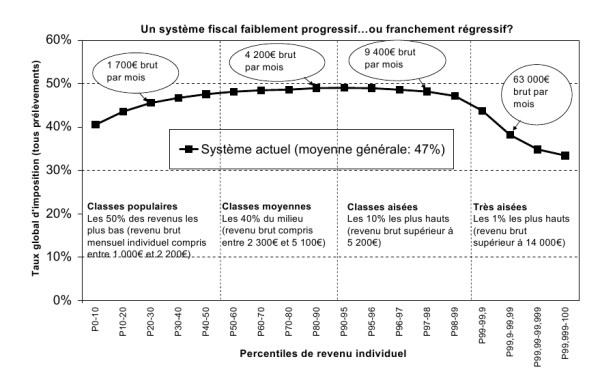 Un système fiscal faiblement progressif…ou franchement régressif?
Taux global d'imposition (tous prélèvements)
60%
50%
40%
30%
20%
10%
0%
1 700€ brut
par mois
4 200€ brut
par mois
9 400€ brut
par mois
63 000€
brut par
mois
Système actuel (moyenne générale: 47%)
Classes populaires
Les 50% des revenus les
plus bas (revenu brut
mensuel individuel compris
entre 1 000€ et 2 200€)
Classes moyennes
Les 40% du milieu
(revenu brut compris
entre 2 300€ et 5 100€)
Classes aisées
Les 10% les plus hauts
(revenu brut supérieur à
5 200€)
Très aisées
Les 1% les plus hauts
(revenu brut
supérieur à 14 000€)
P0-10
P10-20
P20-30
P30-40
P40-50
P50-60
P60-70
P70-80
P80-90
P90-95
P95-96
P96-97
P97-98
P98-99
P99-99,9
P99,9-99,99
P99,99-99,999
P99,999-100
Percentiles de revenu individuel